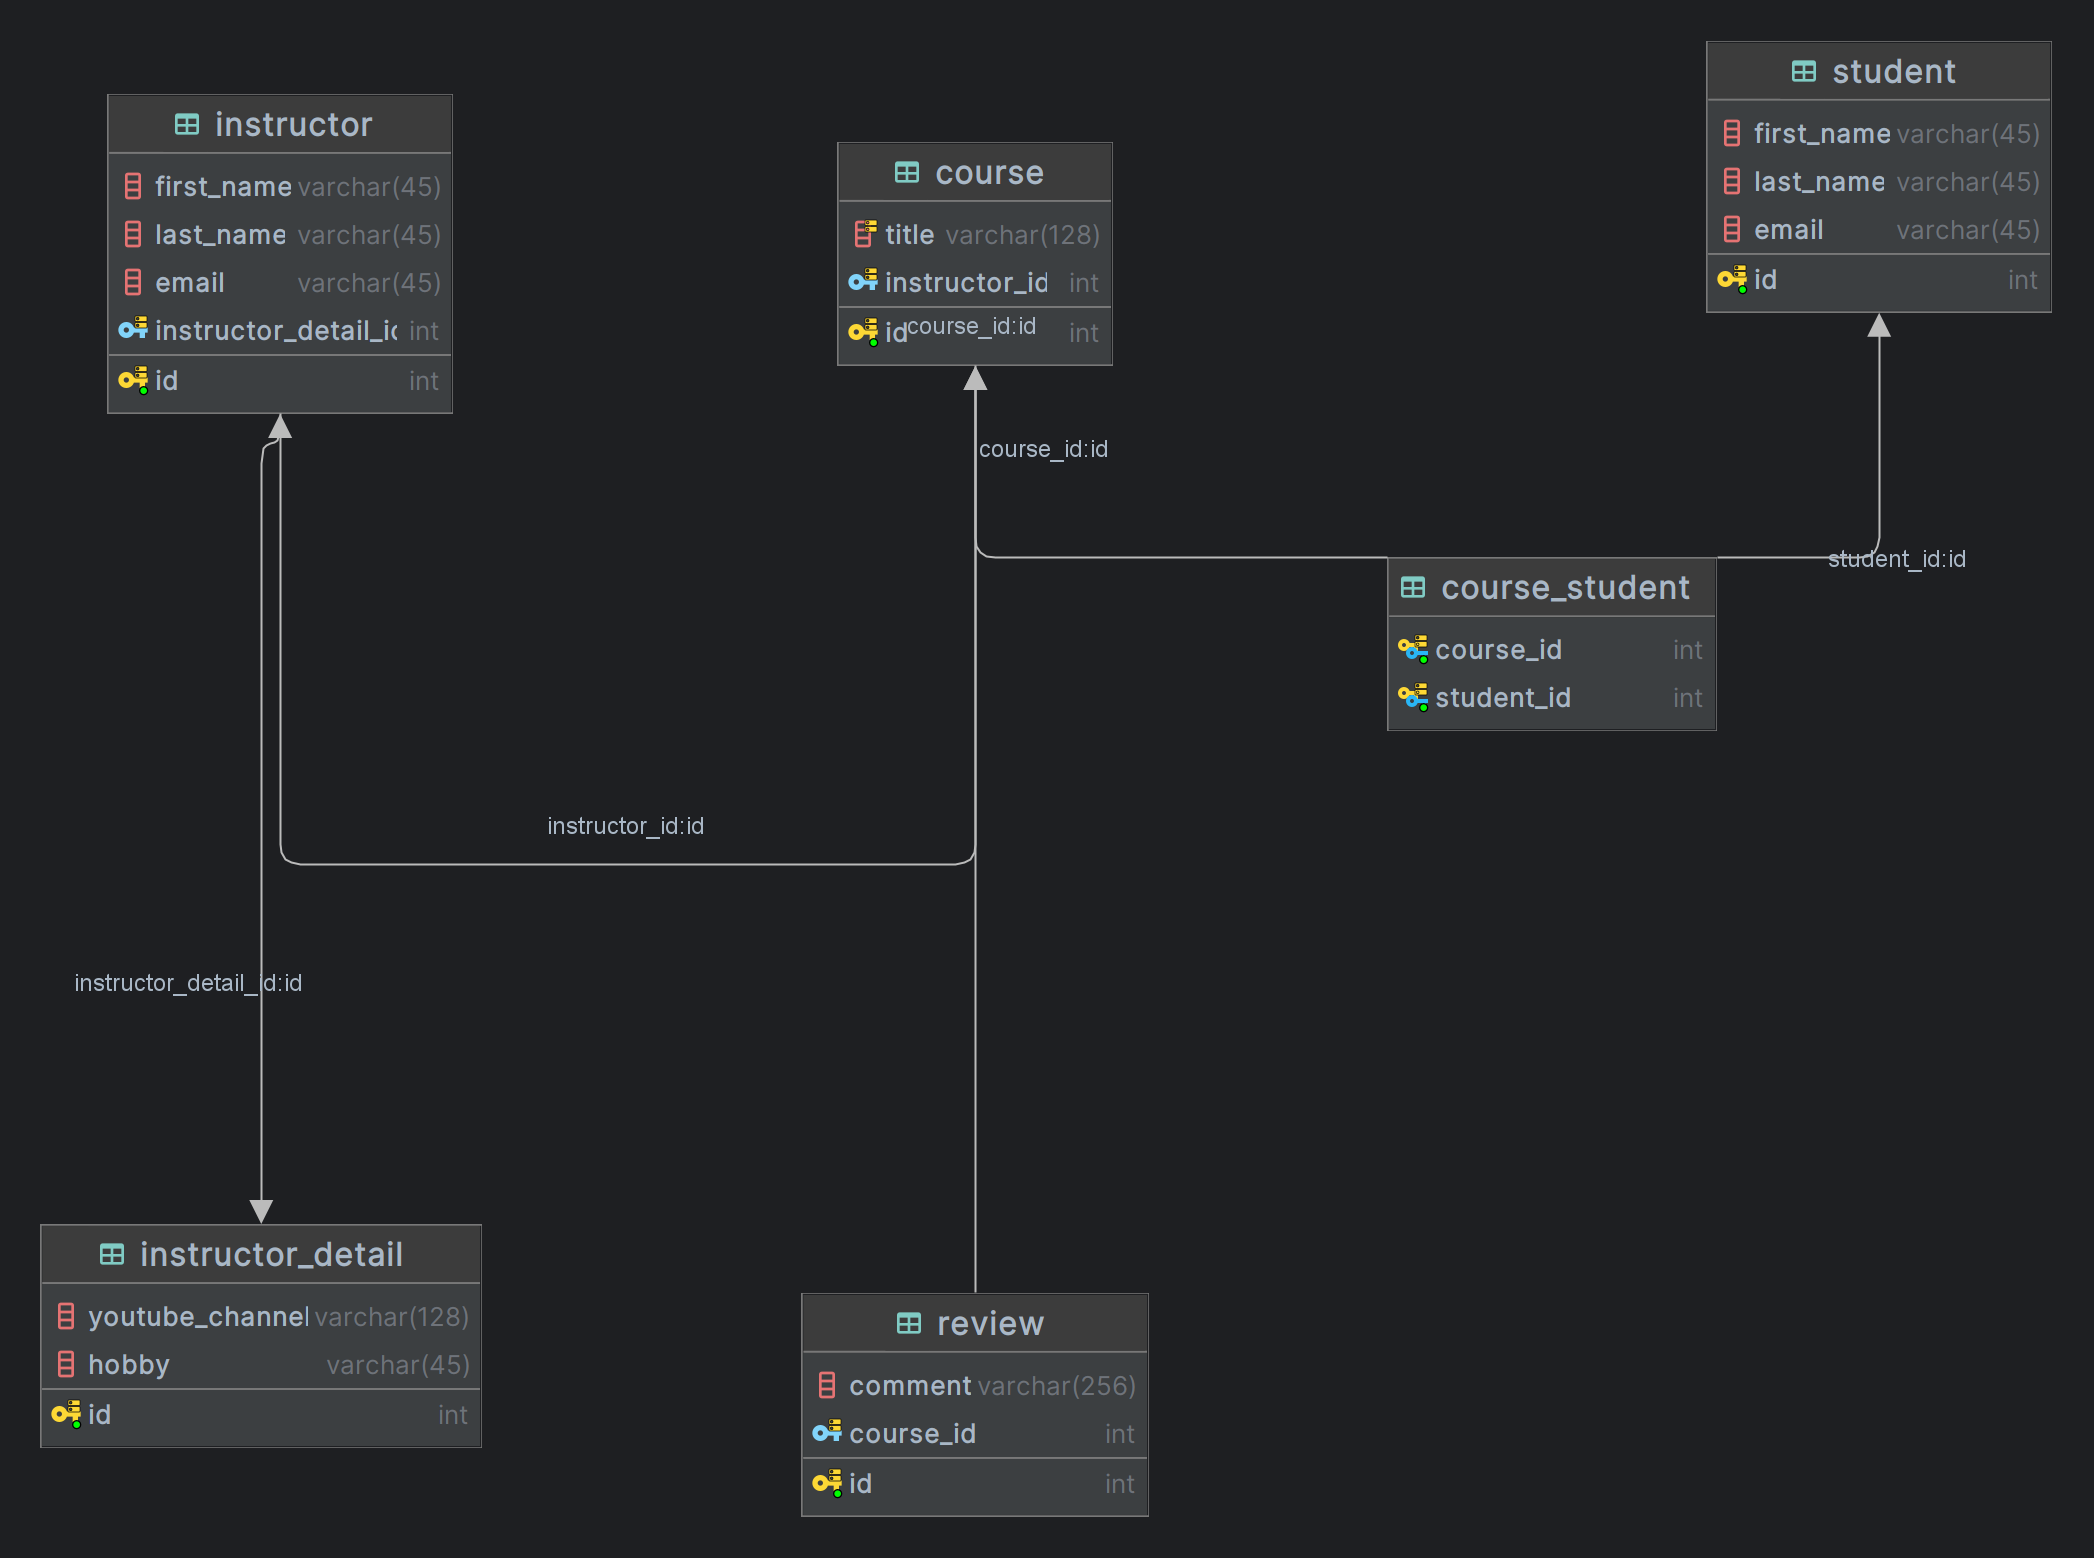 instructor
first_name varchar(45)
last_name varchar(45)
email varchar(45)
instructor_detail_id int
id int
course
title varchar(128)
instructor_id int
id int
course_id:id
student
first_name varchar(45)
last_name varchar(45)
email varchar(45)
id int
course_id:id
student_id:id
course_student
course_id int
student_id int
instructor_id:id
instructor_detail_id:id
instructor_detail
youtube_channel varchar(128)
hobby varchar(45)
id int
review
comment varchar(256)
course_id int
id int